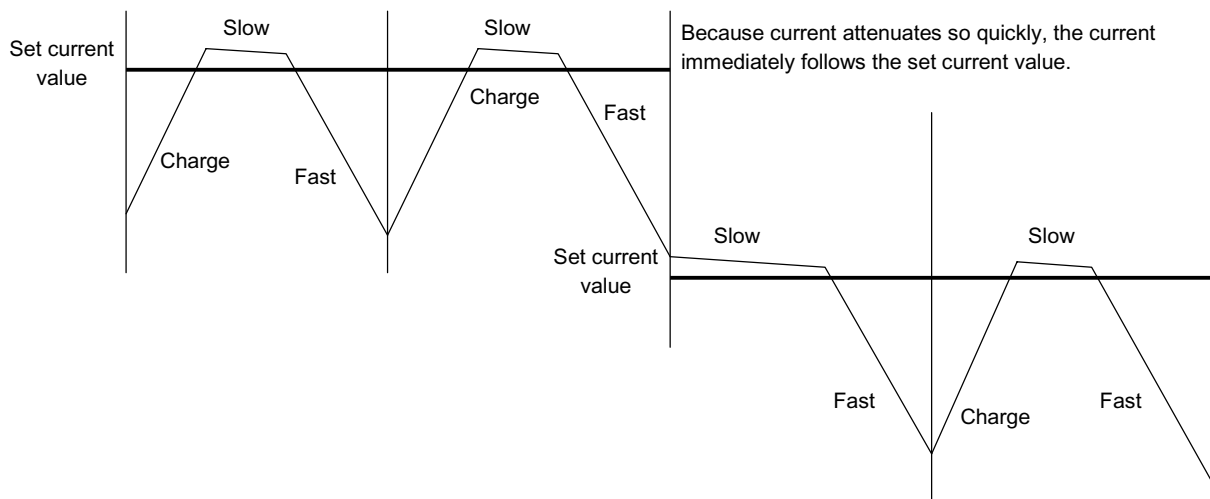 Slow
Slow
Set current
value
Because current attenuates so quickly, the current
immediately follows the set current value.
Charge
Fast
Charge
Fast
Set current
value
Slow
Slow
Fast
Charge
Fast